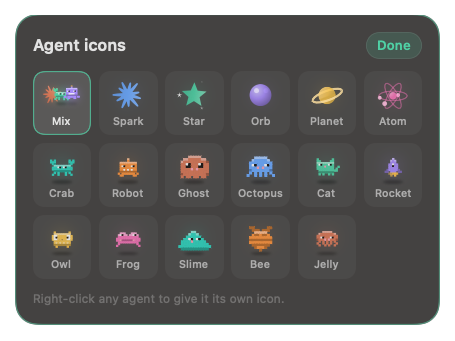 Agent icons
Done
Mix
Spark
Star
Orb
Planet
Atom
Crab
Robot
Ghost
Octopus
Cat
Rocket
Owl
Frog
Slime
Bee
Jelly
Right-click any agent to give it its own icon.